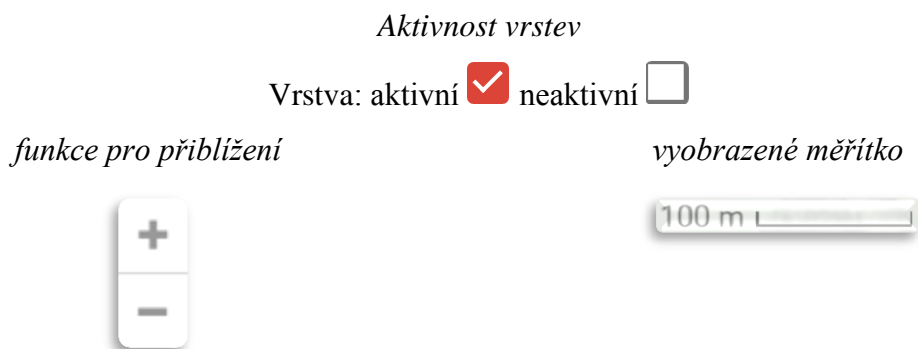 Aktivnost vrstev
Vrstva: aktivní neaktivní
funkce pro přiblížení vyobrazené měřítko
100 m